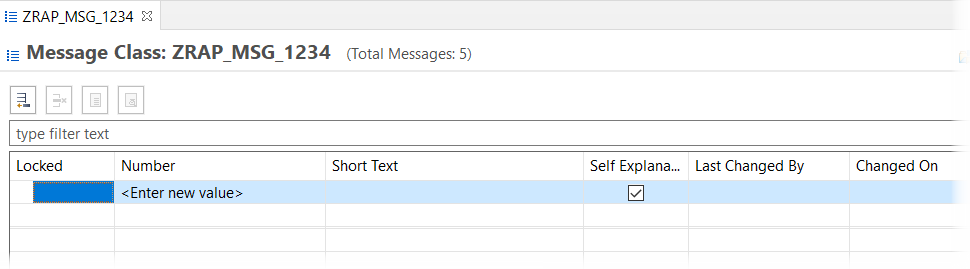 ZRAP_MSG_1234
Message Class: ZRAP_MSG_1234 (Total Messages: 5)
type filter text
Locked Number Short Text Self Explana... Last Changed By Changed On
<Enter new value>